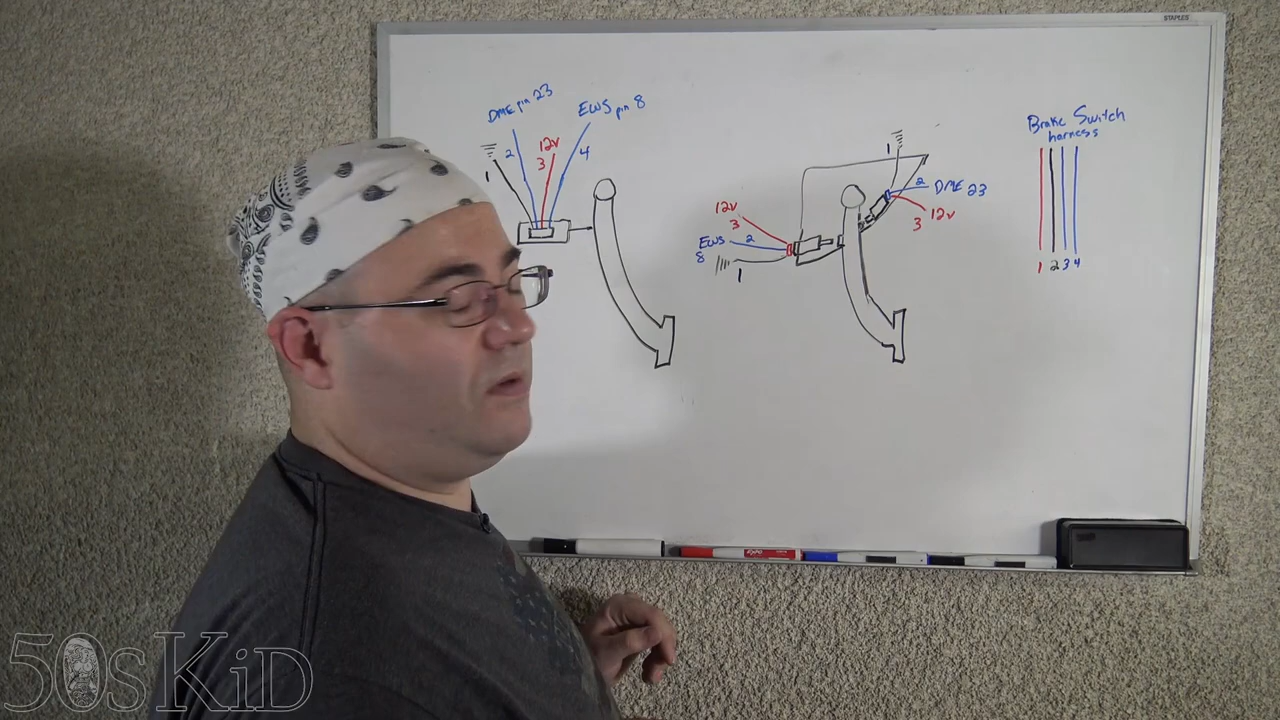 STAPLES
DME pin 23
EWS pin 8
1
2
12v
3
4
12v
3
EWS
8
2
1
1
2
DME 23
12v
3
Brake Switch
harness
1 2 3 4
EXPO
50sKiD